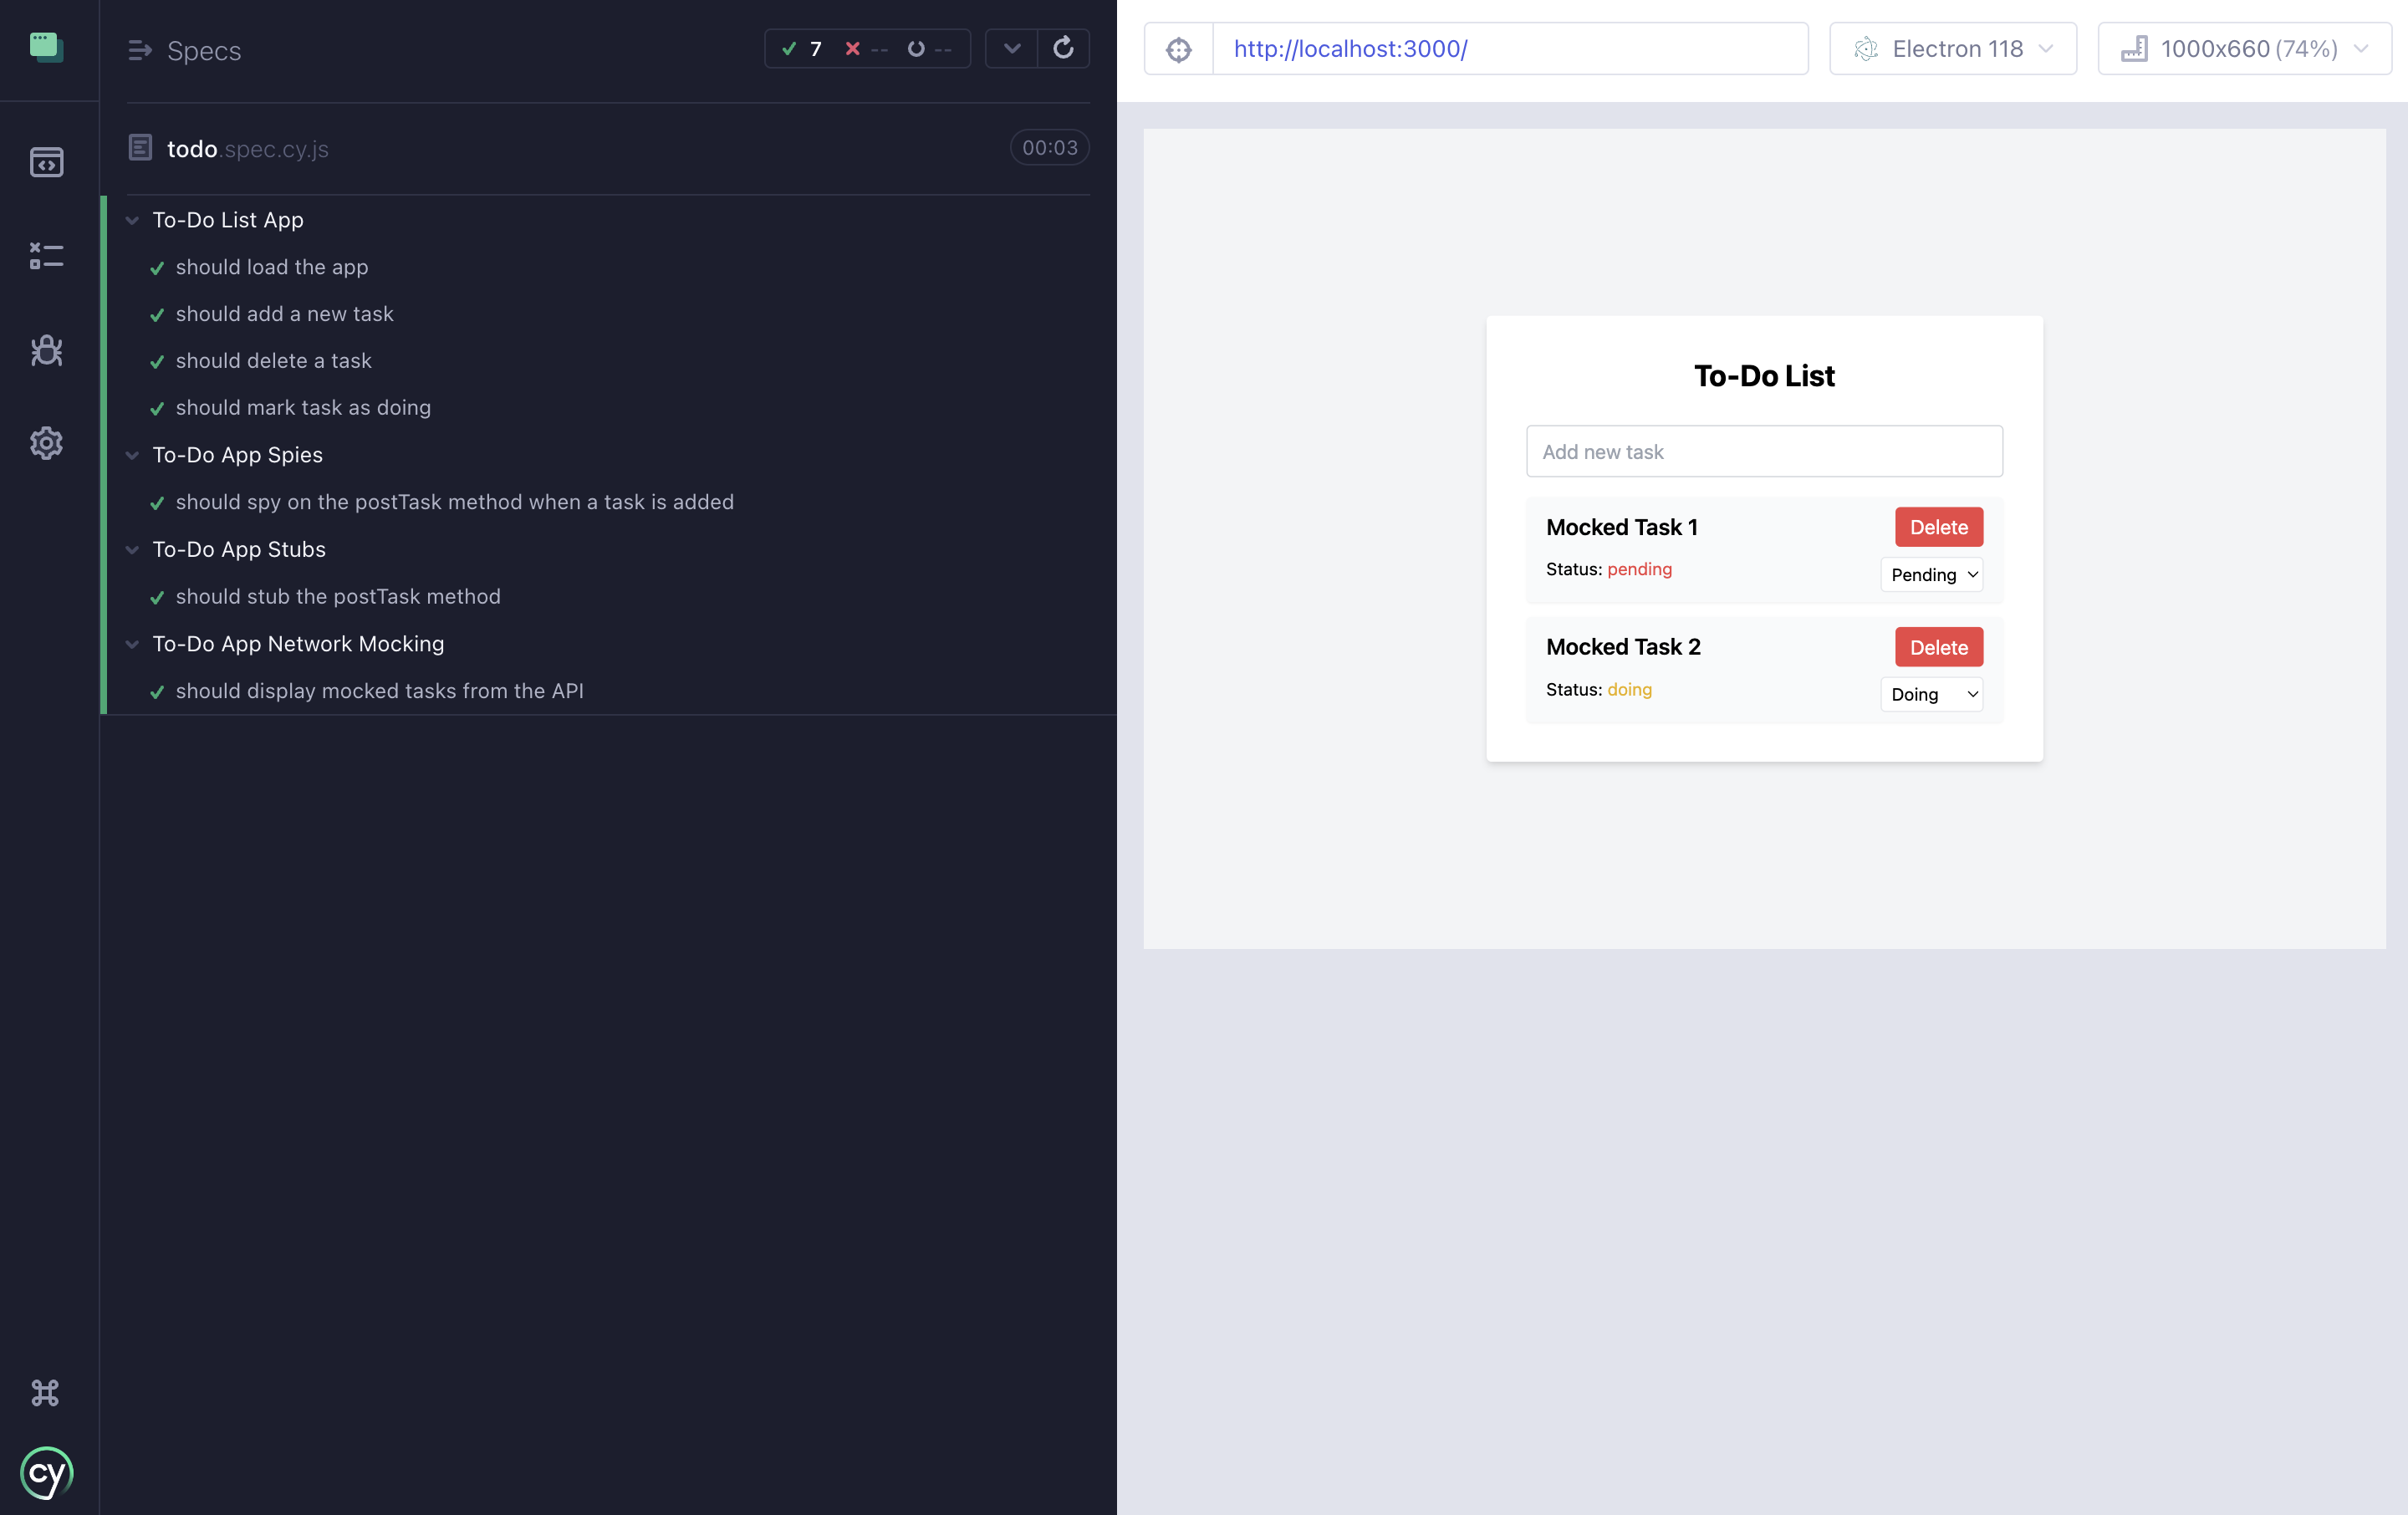 Specs
7 -- --
todo.spec.cy.js
00:03
To-Do List App
should load the app
should add a new task
should delete a task
should mark task as doing
To-Do App Spies
should spy on the postTask method when a task is added
To-Do App Stubs
should stub the postTask method
To-Do App Network Mocking
should display mocked tasks from the API
cy
http://localhost:3000/
Electron 118
1000x660 (74%)
To-Do List
Add new task
Mocked Task 1
Delete
Status: pending
Pending
Mocked Task 2
Delete
Status: doing
Doing